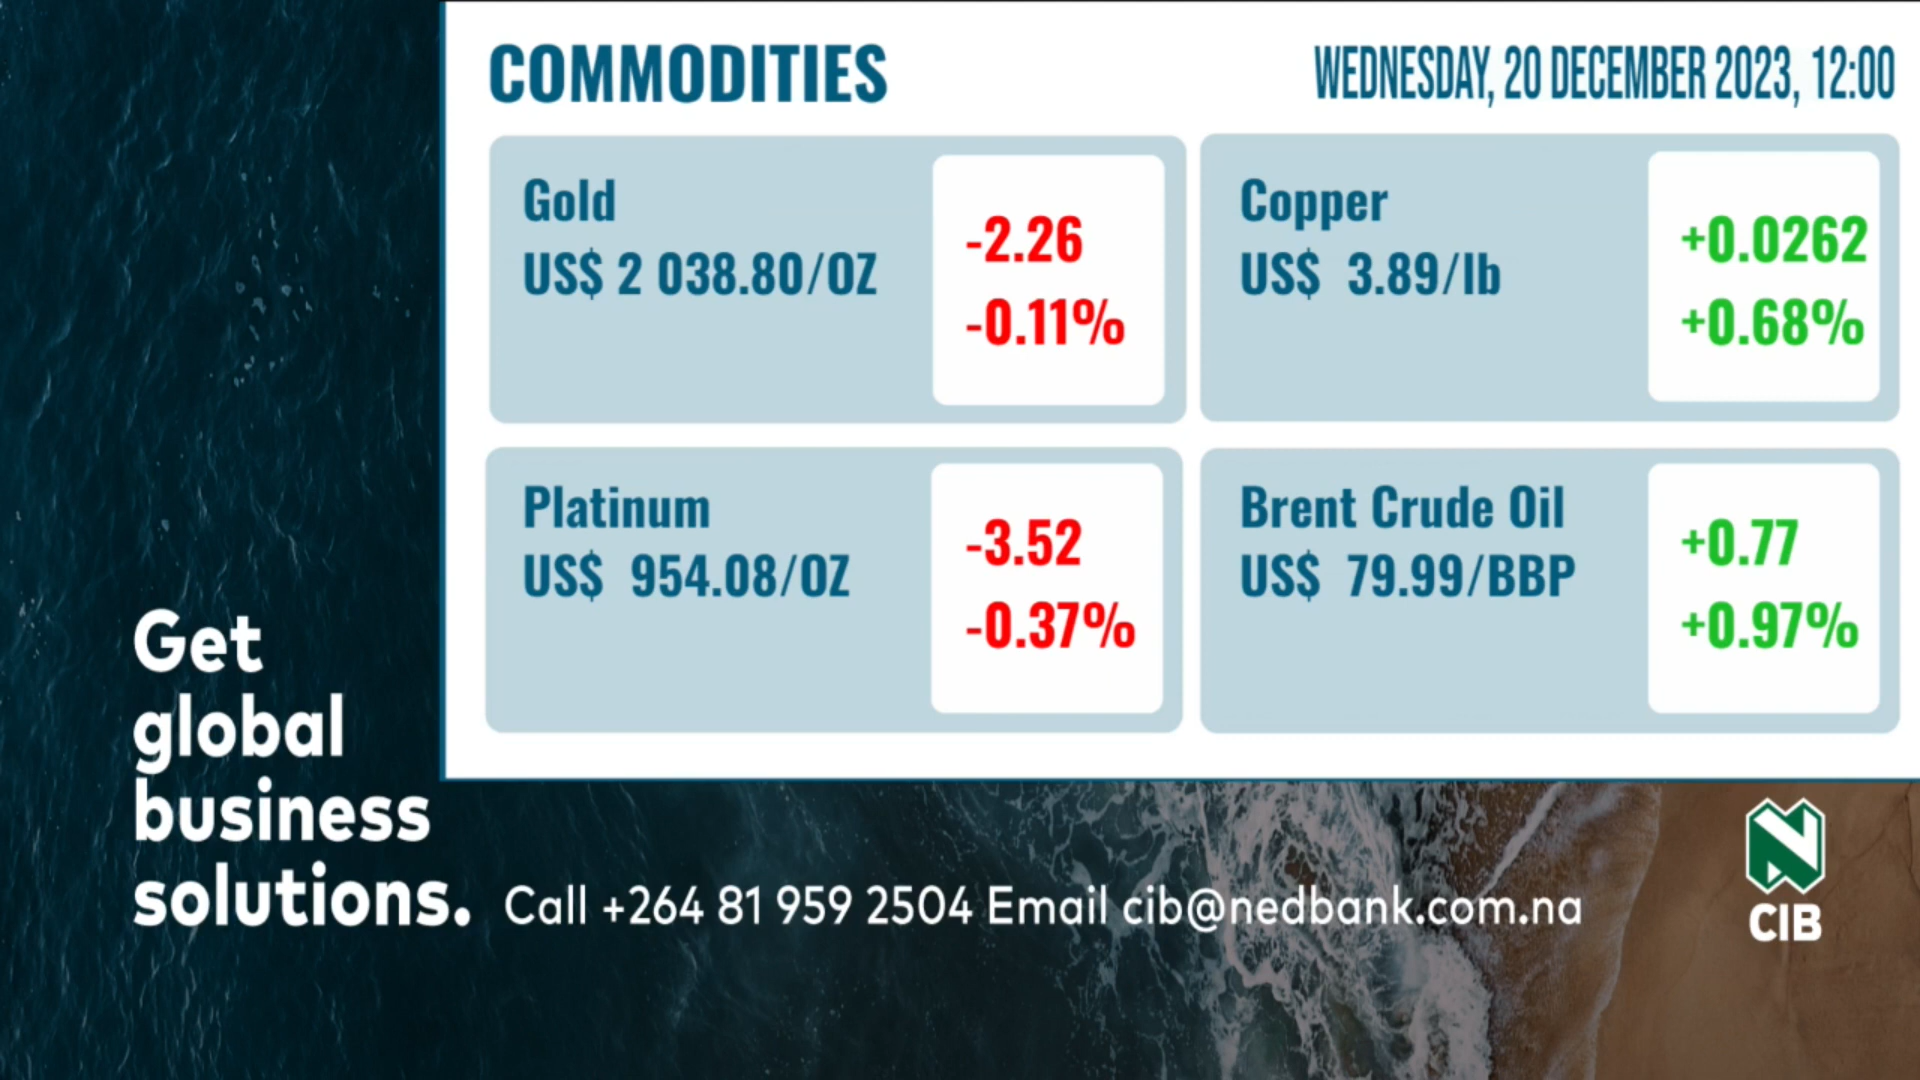 COMMODITIES
WEDNESDAY, 20 DECEMBER 2023, 12:00
Gold
US$ 2 038.80/OZ
-2.26
-0.11%
Copper
US$ 3.89/lb
+0.0262
+0.68%
Platinum
US$ 954.08/OZ
-3.52
-0.37%
Brent Crude Oil
US$ 79.99/BBP
+0.77
+0.97%
Get
global
business
solutions.
Call +264 81 959 2504 Email cib@nedbank.com.na
CIB